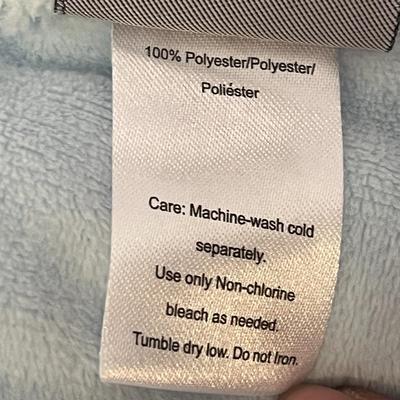 100% Polyester/Polyester/
Poliéster
Care: Machine-wash cold
separately.
Use only Non-chlorine
bleach as needed.
Tumble dry low. Do not Iron.